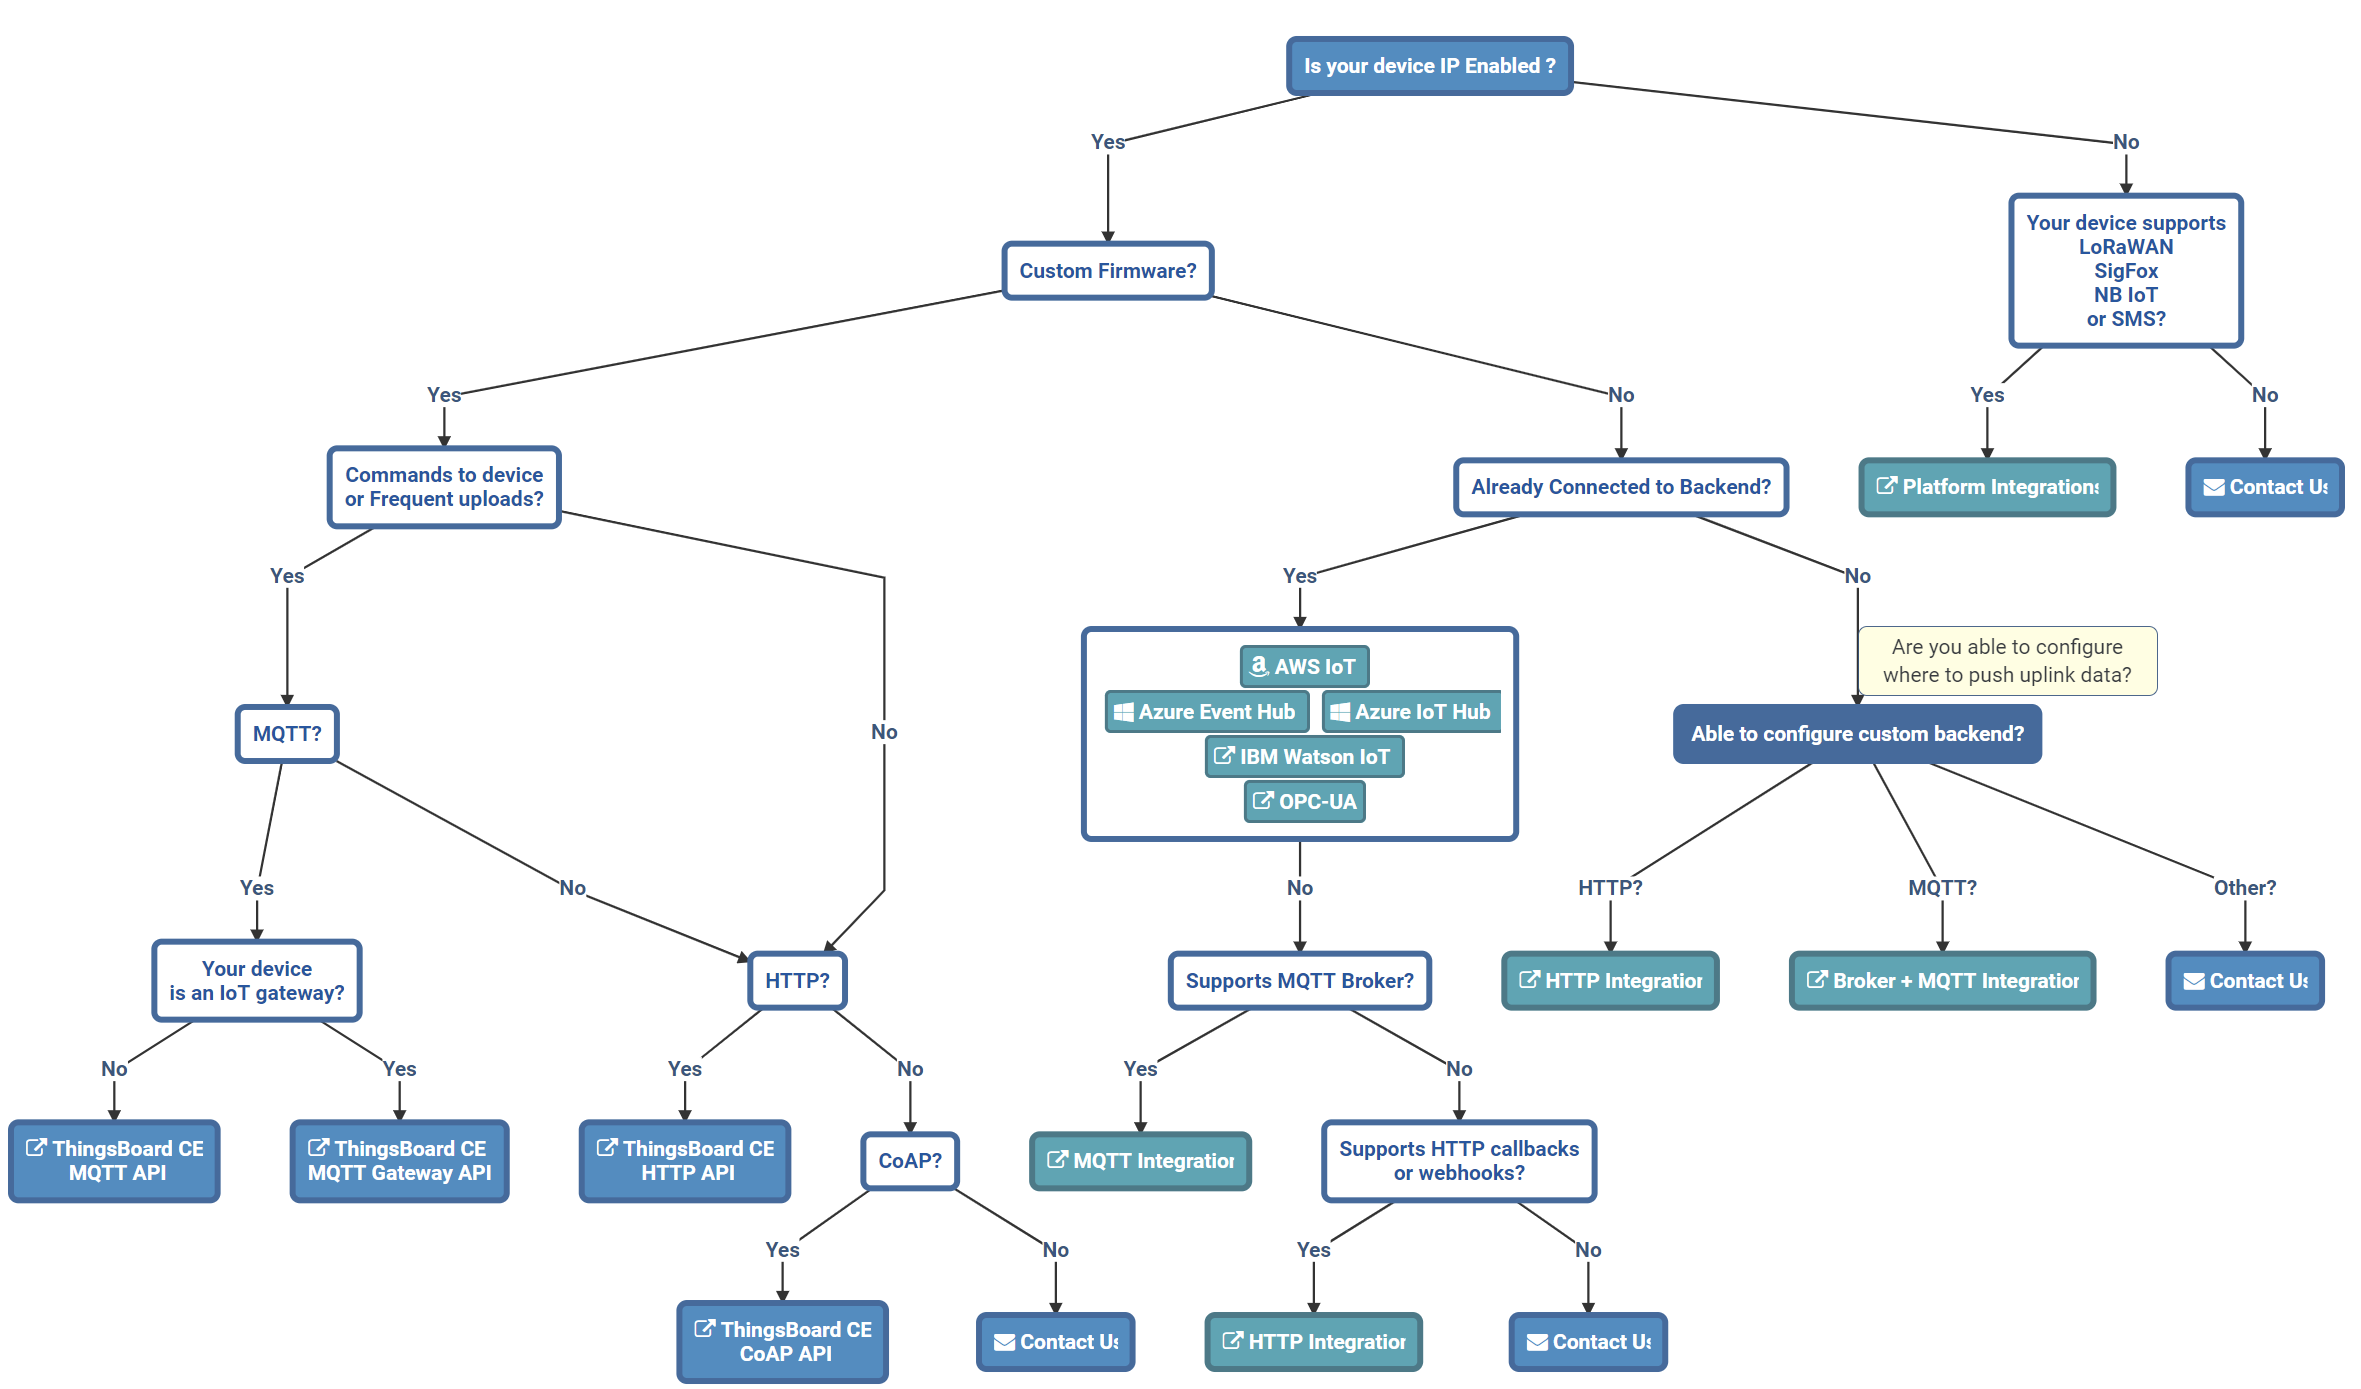 Is your device IP Enabled ?
Yes
No
Your device supports
LoRaWAN
SigFox
NB IoT
or SMS?
Custom Firmware?
Yes
No
Yes
No
Commands to device
or Frequent uploads?
Already Connected to Backend?
Platform Integrations
Contact Us
Yes
Yes
No
Are you able to configure
where to push uplink data?
AWS IoT
Azure Event Hub
Azure IoT Hub
IBM Watson IoT
OPC-UA
MQTT?
No
Able to configure custom backend?
Yes
No
No
HTTP?
MQTT?
Other?
Your device
is an IoT gateway?
HTTP?
Supports MQTT Broker?
HTTP Integration
Broker + MQTT Integration
Contact Us
No
Yes
Yes
No
Yes
No
ThingsBoard CE
MQTT API
ThingsBoard CE
MQTT Gateway API
ThingsBoard CE
HTTP API
CoAP?
MQTT Integration
Supports HTTP callbacks
or webhooks?
Yes
No
Yes
No
ThingsBoard CE
CoAP API
Contact Us
HTTP Integration
Contact Us